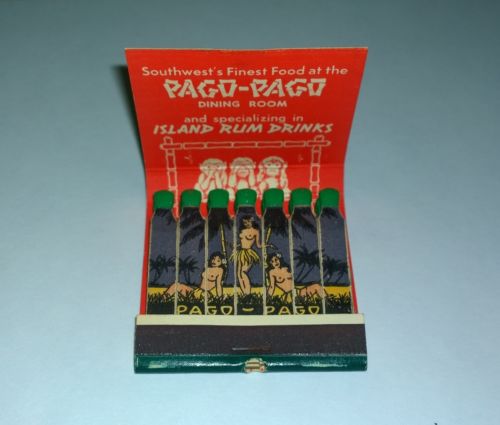 Southwest's Finest Food at the
PAGO-PAGO
DINING ROOM
and specializing in
ISLAND RUM DRINKS
PAGO-PAGO